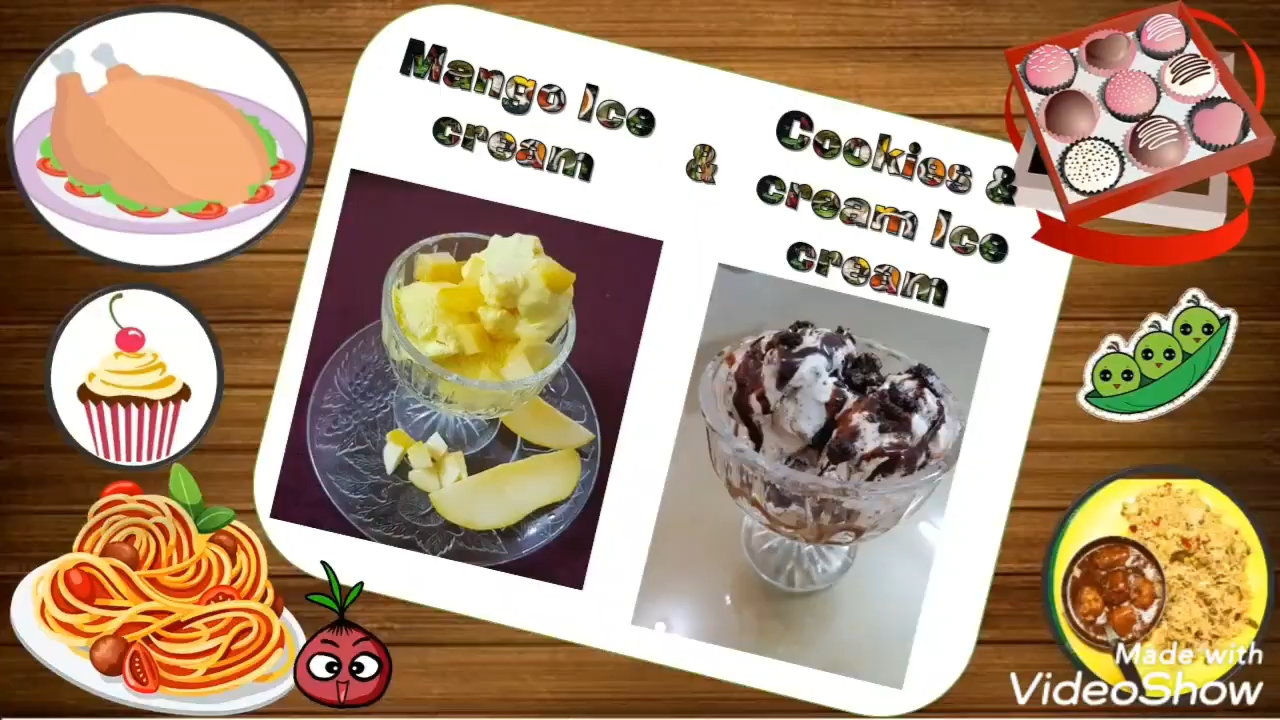 Mango Ice
cream
&
Cookies &
cream Ice
cream
Made with
VideoShow